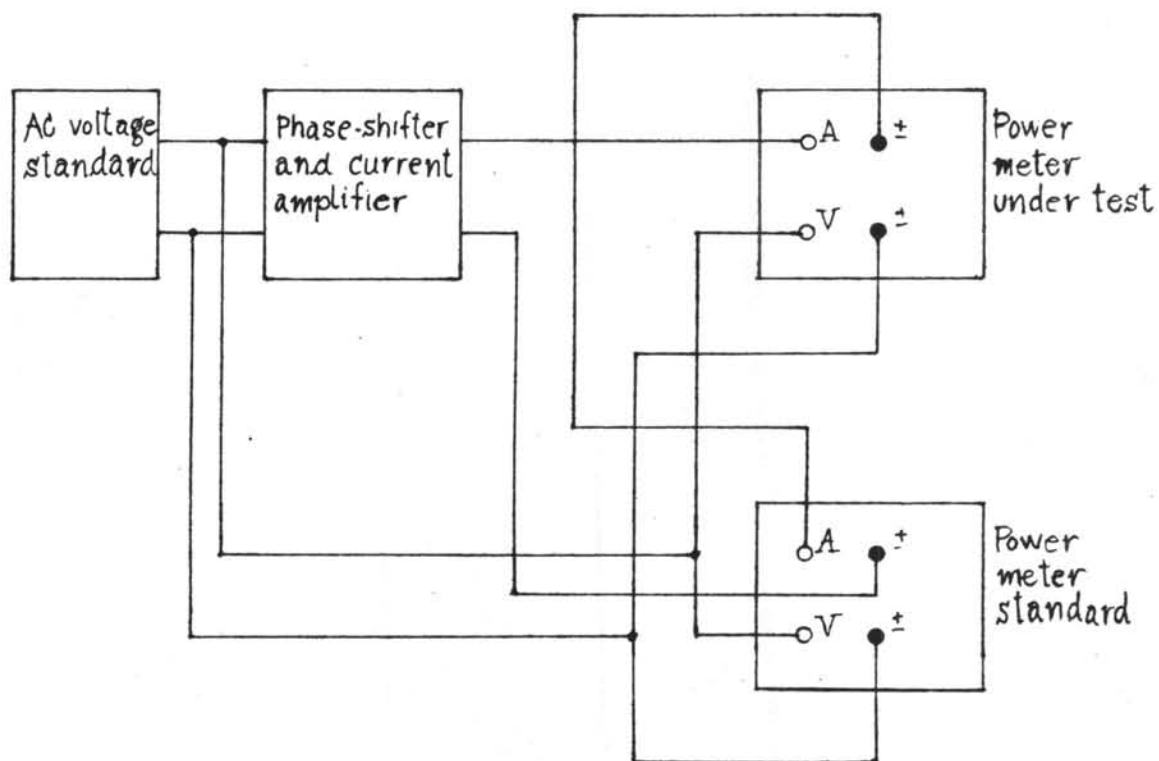 AC voltage
standard
Phase-shifter
and current
amplifier
A ±
V ±
Power
meter
under test
A ±
V ±
Power
meter
standard